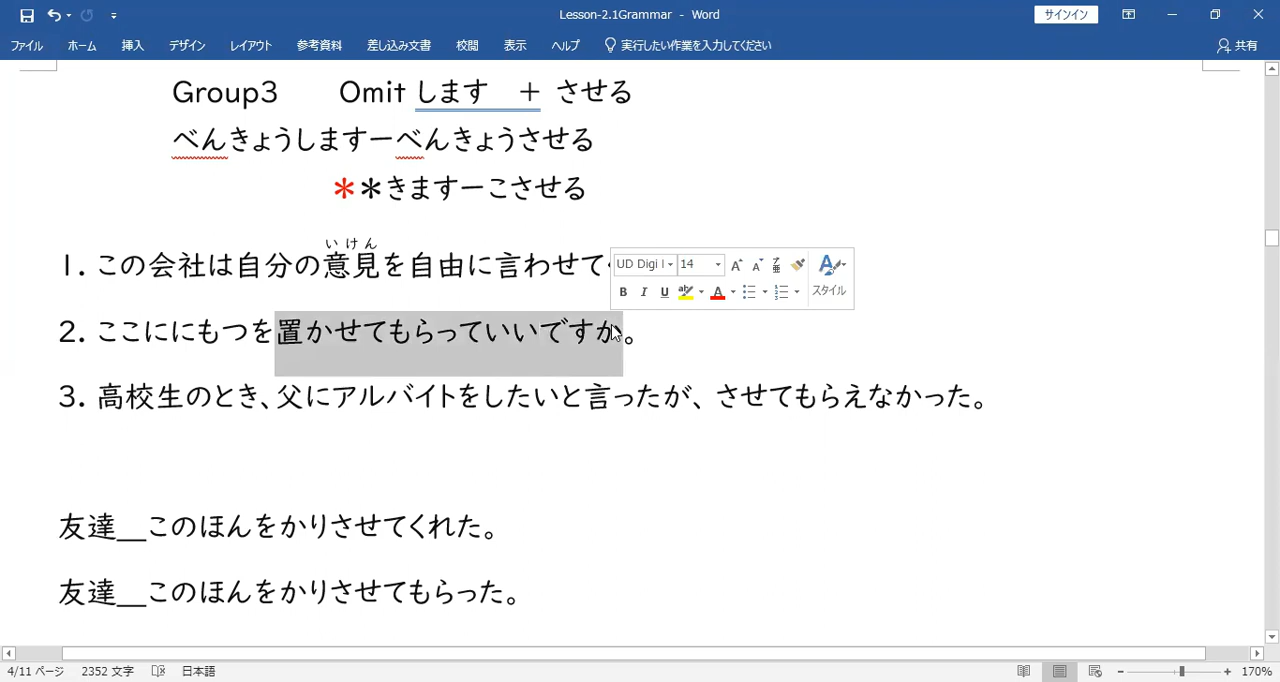 Lesson-2.1Grammar - Word
サインイン
ファイル ホーム 挿入 デザイン レイアウト 参考資料 差し込み文書 校閲 表示 ヘルプ 実行したい作業を入力してください 共有
Group3 Omit します + させる
べんきょうしますーべんきょうさせる
＊＊きますーこさせる
いけん
1. この会社は自分の意見を自由に言わせて
UD Digi 14
B I U ab A スタイル
2. ここににもつを置かせてもらっていいですか。
3. 高校生のとき、父にアルバイトをしたいと言ったが、させてもらえなかった。
友達__このほんをかりさせてくれた。
友達__このほんをかりさせてもらった。
4/11 ページ 2352 文字 日本語 170%